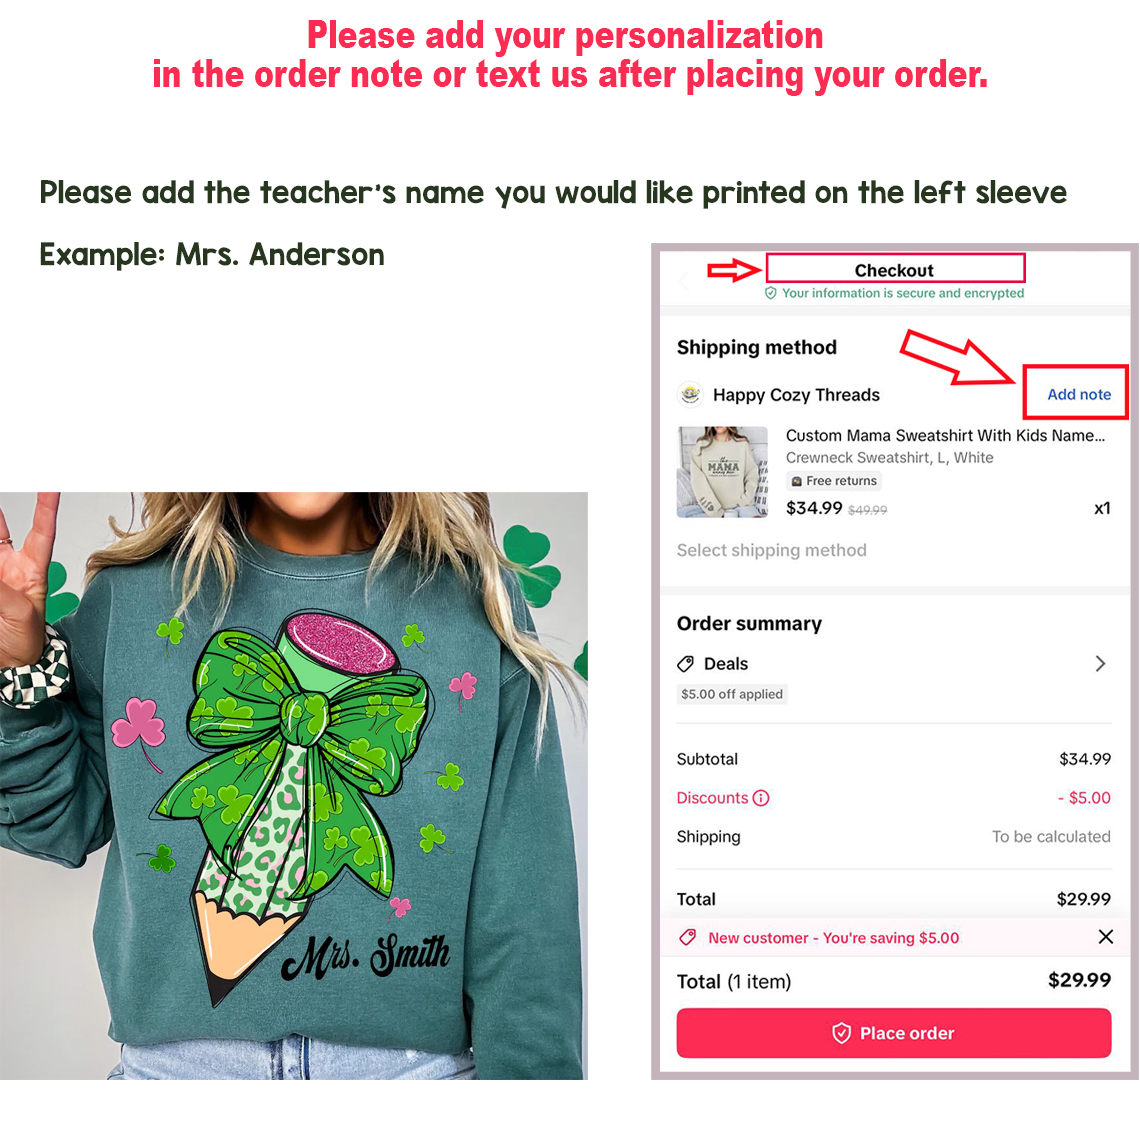 Please add your personalization
in the order note or text us after placing your order.
Please add the teacher's name you would like printed on the left sleeve
Example: Mrs. Anderson
Checkout
Your information is secure and encrypted
Shipping method
Happy Cozy Threads
Add note
Custom Mama Sweatshirt With Kids Name...
Crewneck Sweatshirt, L, White
Free returns
$34.99 $49.99
x1
Select shipping method
MAMA
Order summary
Deals
$5.00 off applied
Subtotal
$34.99
Discounts
- $5.00
Shipping
To be calculated
Total
$29.99
New customer - You're saving $5.00
Total (1 item)
$29.99
Place order
Mrs. Smith